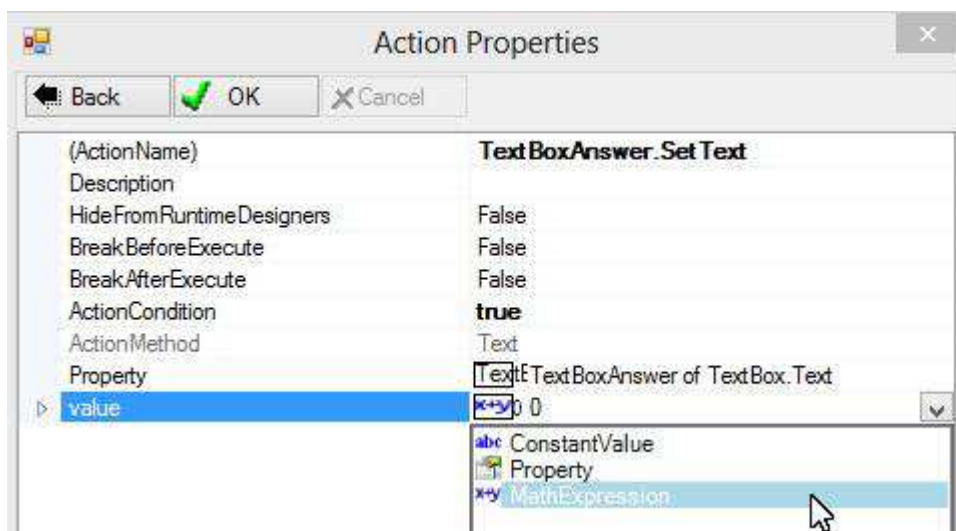 Action Properties
Back OK Cancel
(ActionName) TextBoxAnswer.SetText
Description
HideFromRuntimeDesigners False
BreakBeforeExecute False
BreakAfterExecute False
ActionCondition true
ActionMethod Text
Property TextE TextBoxAnswer of TextBox.Text
value x+y 0
abc ConstantValue
Property
x+y MathExpression